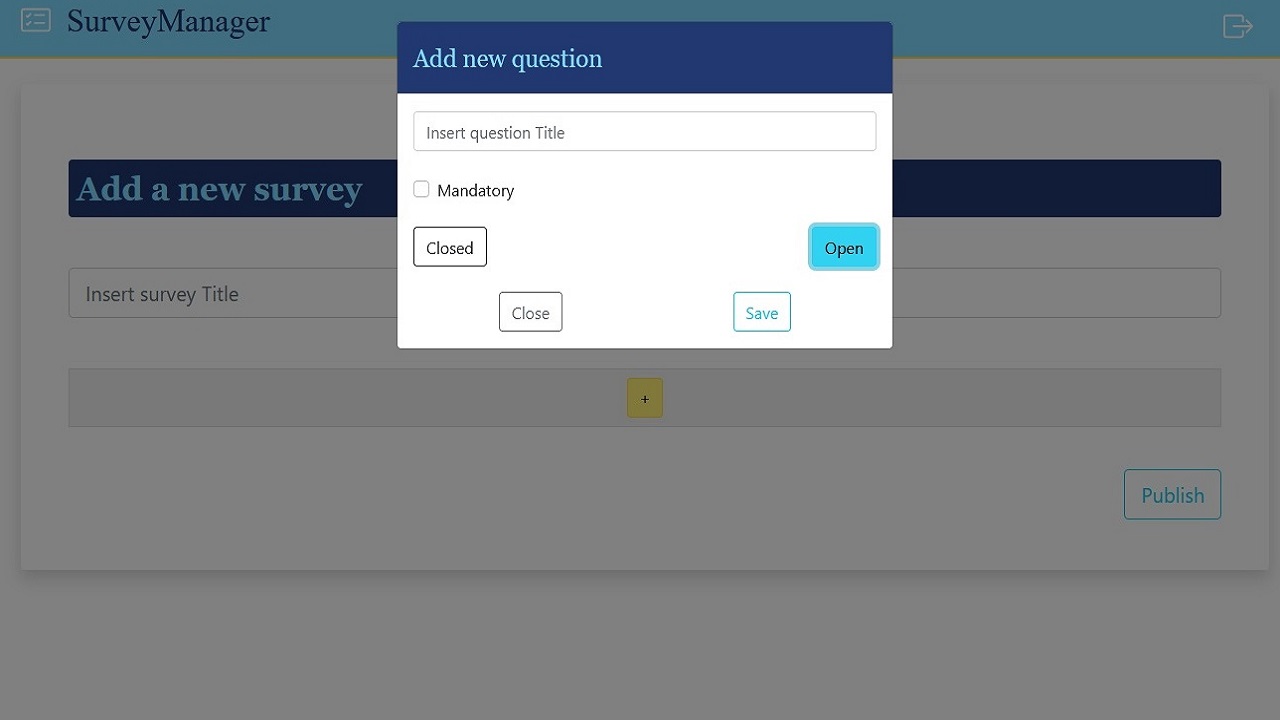 SurveyManager
Add new question
Insert question Title
Mandatory
Closed
Open
Close
Save
Add a new survey
Insert survey Title
+
Publish